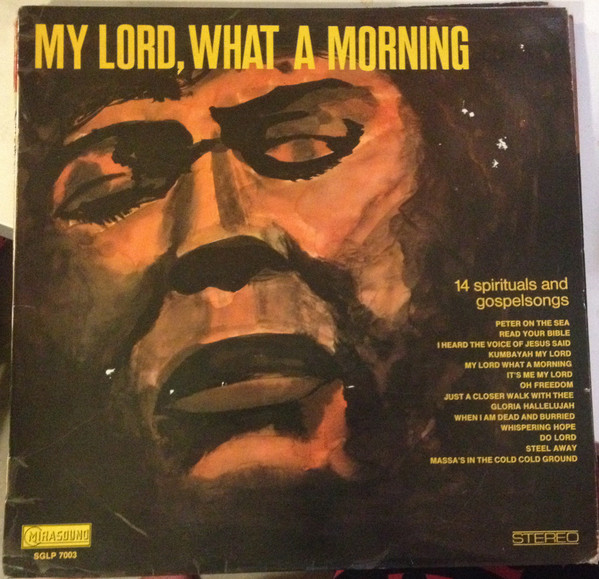 MY LORD, WHAT A MORNING
14 spirituals and
gospelsongs
PETER ON THE SEA
READ YOUR BIBLE
I HEARD THE VOICE OF JESUS SAID
KUMBAYAH MY LORD
MY LORD WHAT A MORNING
IT'S ME MY LORD
OH FREEDOM
JUST A CLOSER WALK WITH THEE
GLORIA HALLELUJAH
WHEN I AM DEAD AND BURRIED
WHISPERING HOPE
DO LORD
STEEL AWAY
MASSA'S IN THE COLD COLD GROUND
MIRASOUND
SGLP 7003
STEREO